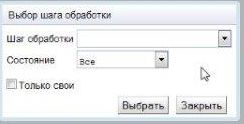 Выбор шага обработки
Шаг обработки
Состояние Все
Только свои
Выбрать Закрыть